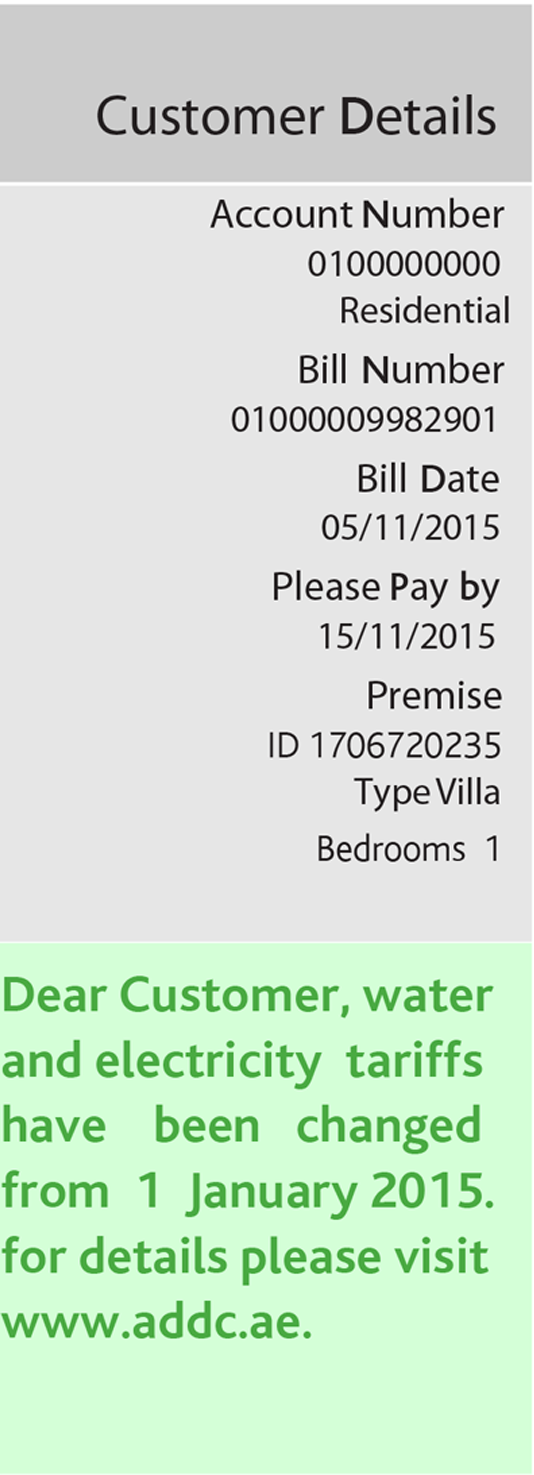 Customer Details
Account Number
0100000000
Residential
Bill Number
01000009982901
Bill Date
05/11/2015
Please Pay by
15/11/2015
Premise
ID 1706720235
Type Villa
Bedrooms 1
Dear Customer, water
and electricity tariffs
have been changed
from 1 January 2015.
for details please visit
www.addc.ae.